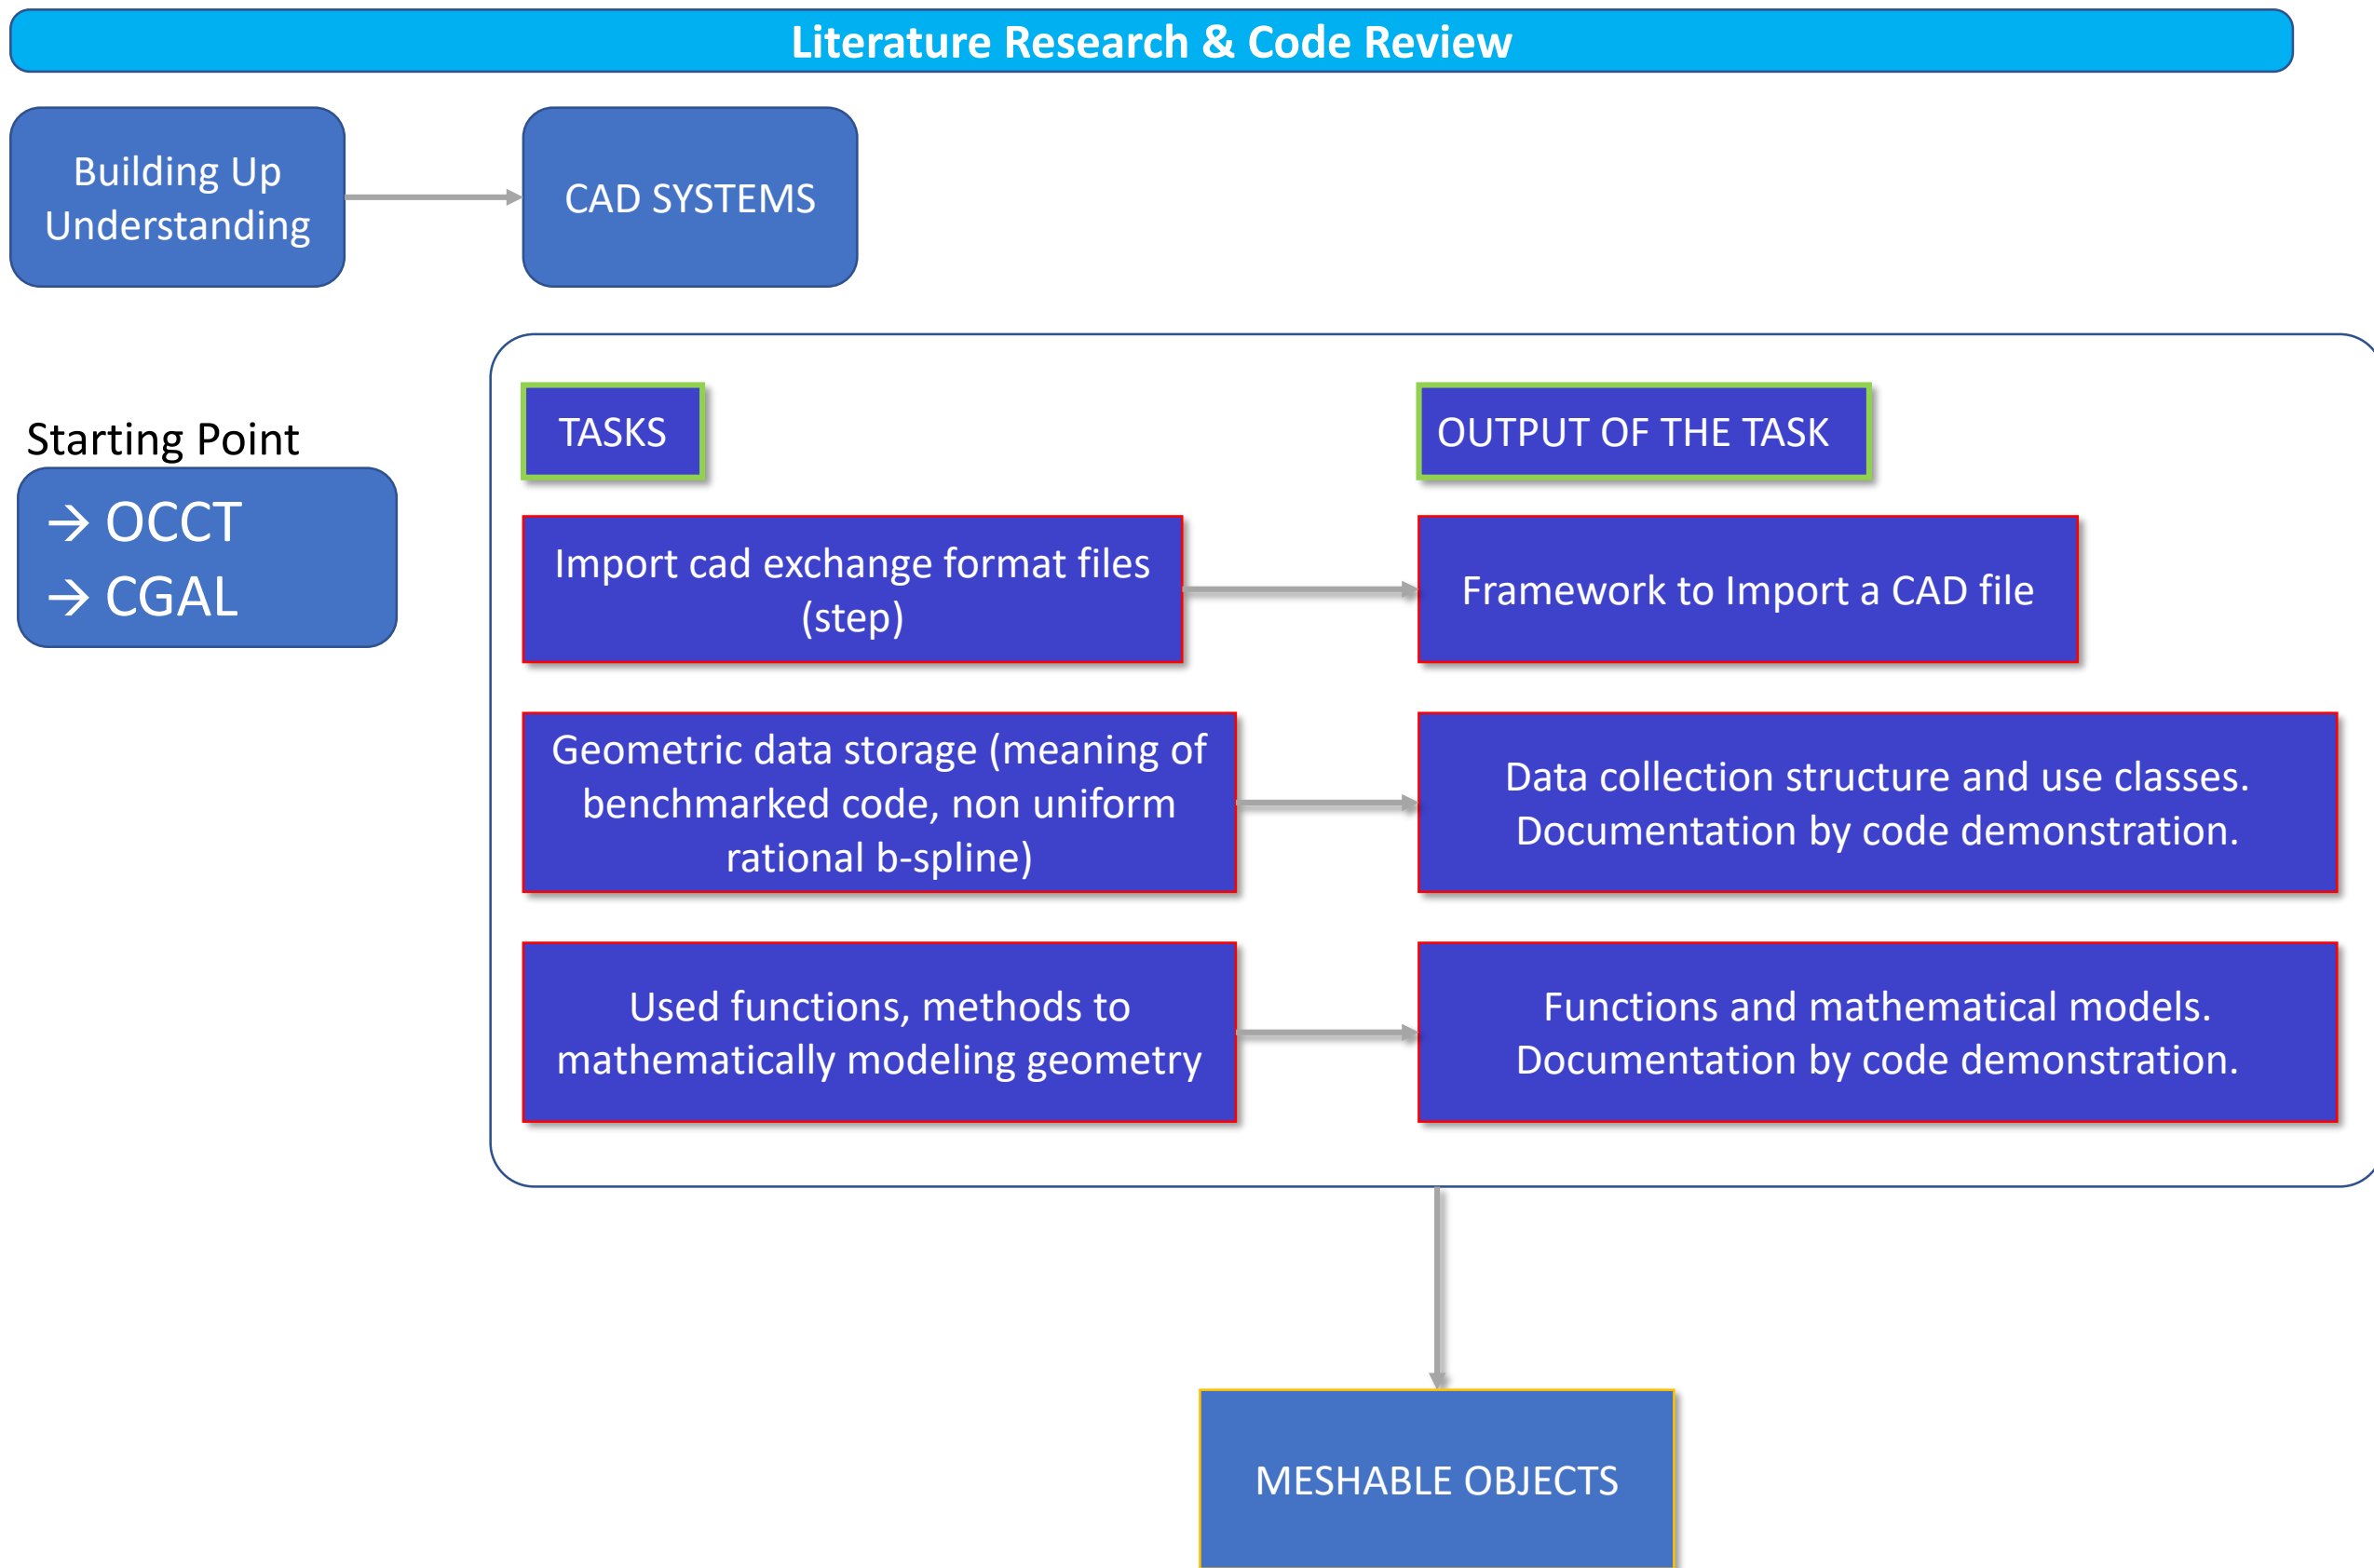 Literature Research & Code Review
Building Up
Understanding
CAD SYSTEMS
Starting Point
→ OCCT
→ CGAL
TASKS
OUTPUT OF THE TASK
Import cad exchange format files
(step)
Framework to Import a CAD file
Geometric data storage (meaning of
benchmarked code, non uniform
rational b-spline)
Data collection structure and use classes.
Documentation by code demonstration.
Used functions, methods to
mathematically modeling geometry
Functions and mathematical models.
Documentation by code demonstration.
MESHABLE OBJECTS